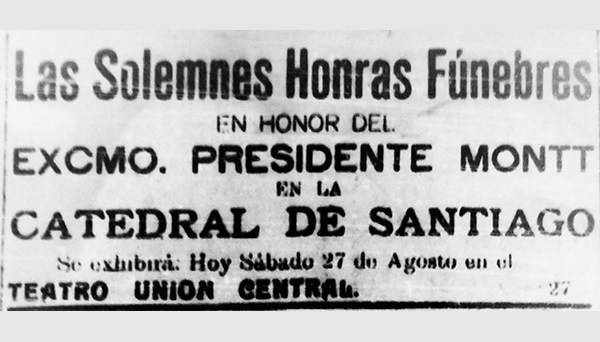 Las Solemnes Honras Fúnebres
EN HONOR DEL
EXCMO. PRESIDENTE MONTT
EN LA
CATEDRAL DE SANTIAGO
Se exhibirá: Hoy Sábado 27 de Agosto en el
TEATRO UNION CENTRAL. 27